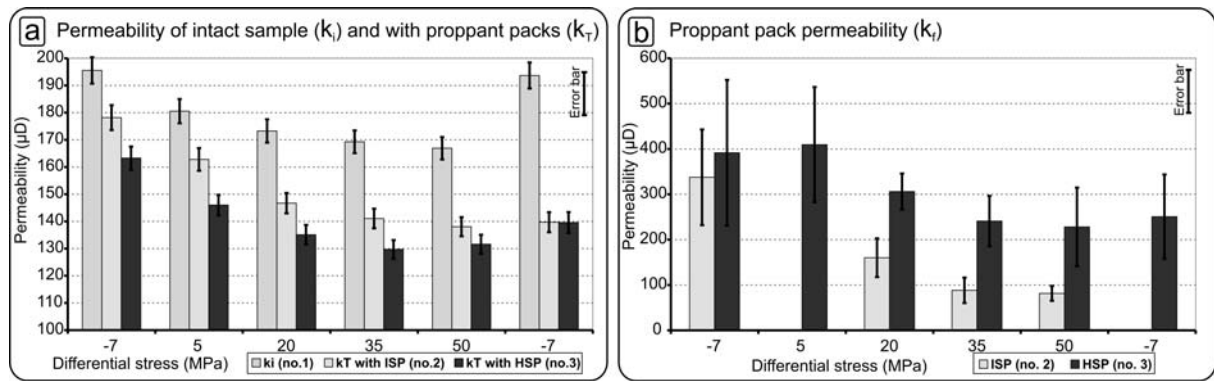 a Permeability of intact sample (ki) and with proppant packs (kT)
200
190
180
170
160
150
140
130
120
110
100
Permeability (µD)
Error bar
-7 5 20 35 50 -7
Differential stress (MPa)
ki (no.1) kT with ISP (no.2) kT with HSP (no.3)
b Proppant pack permeability (kf)
600
500
400
300
200
100
0
Permeability (µD)
Error bar
-7 5 20 35 50 -7
Differential stress (MPa)
ISP (no. 2) HSP (no. 3)